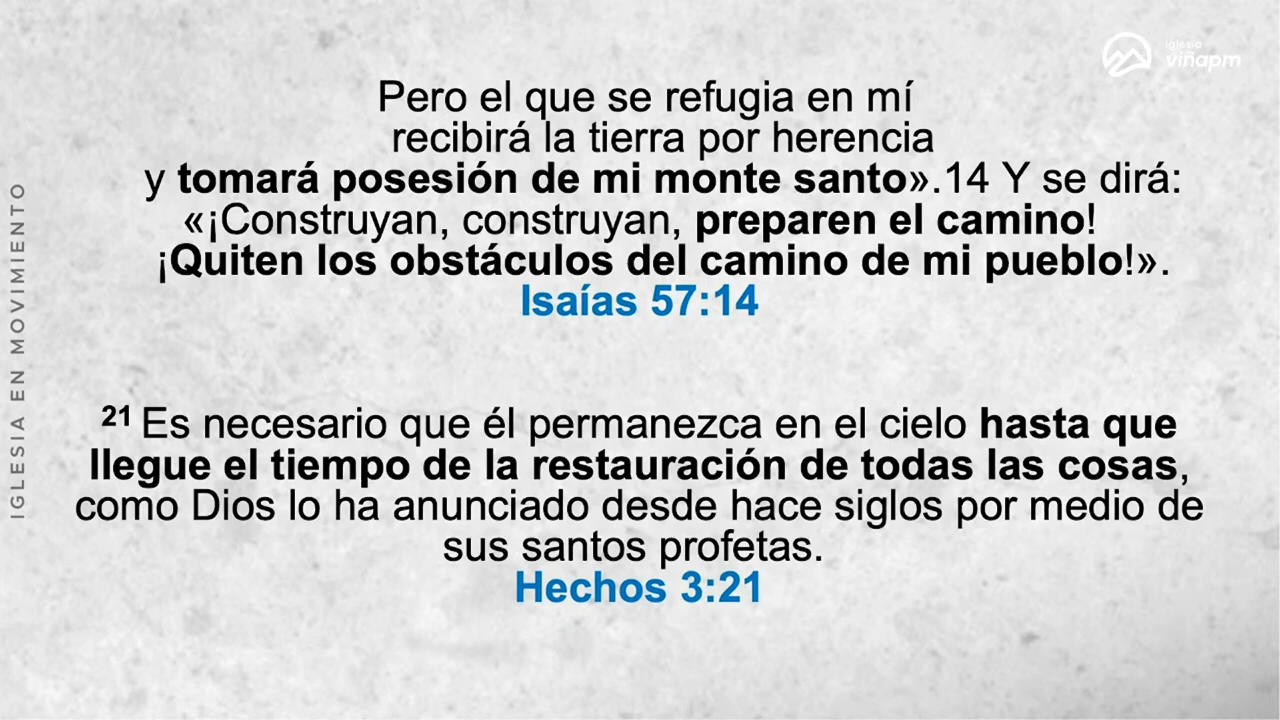 iglesia
viñapm
Pero el que se refugia en mí
recibirá la tierra por herencia
y tomará posesión de mi monte santo».14 Y se dirá:
«¡Construyan, construyan, preparen el camino!
¡Quiten los obstáculos del camino de mi pueblo!».
Isaías 57:14
21 Es necesario que él permanezca en el cielo hasta que
llegue el tiempo de la restauración de todas las cosas,
como Dios lo ha anunciado desde hace siglos por medio de
sus santos profetas.
Hechos 3:21
IGLESIA EN MOVIMIENTO